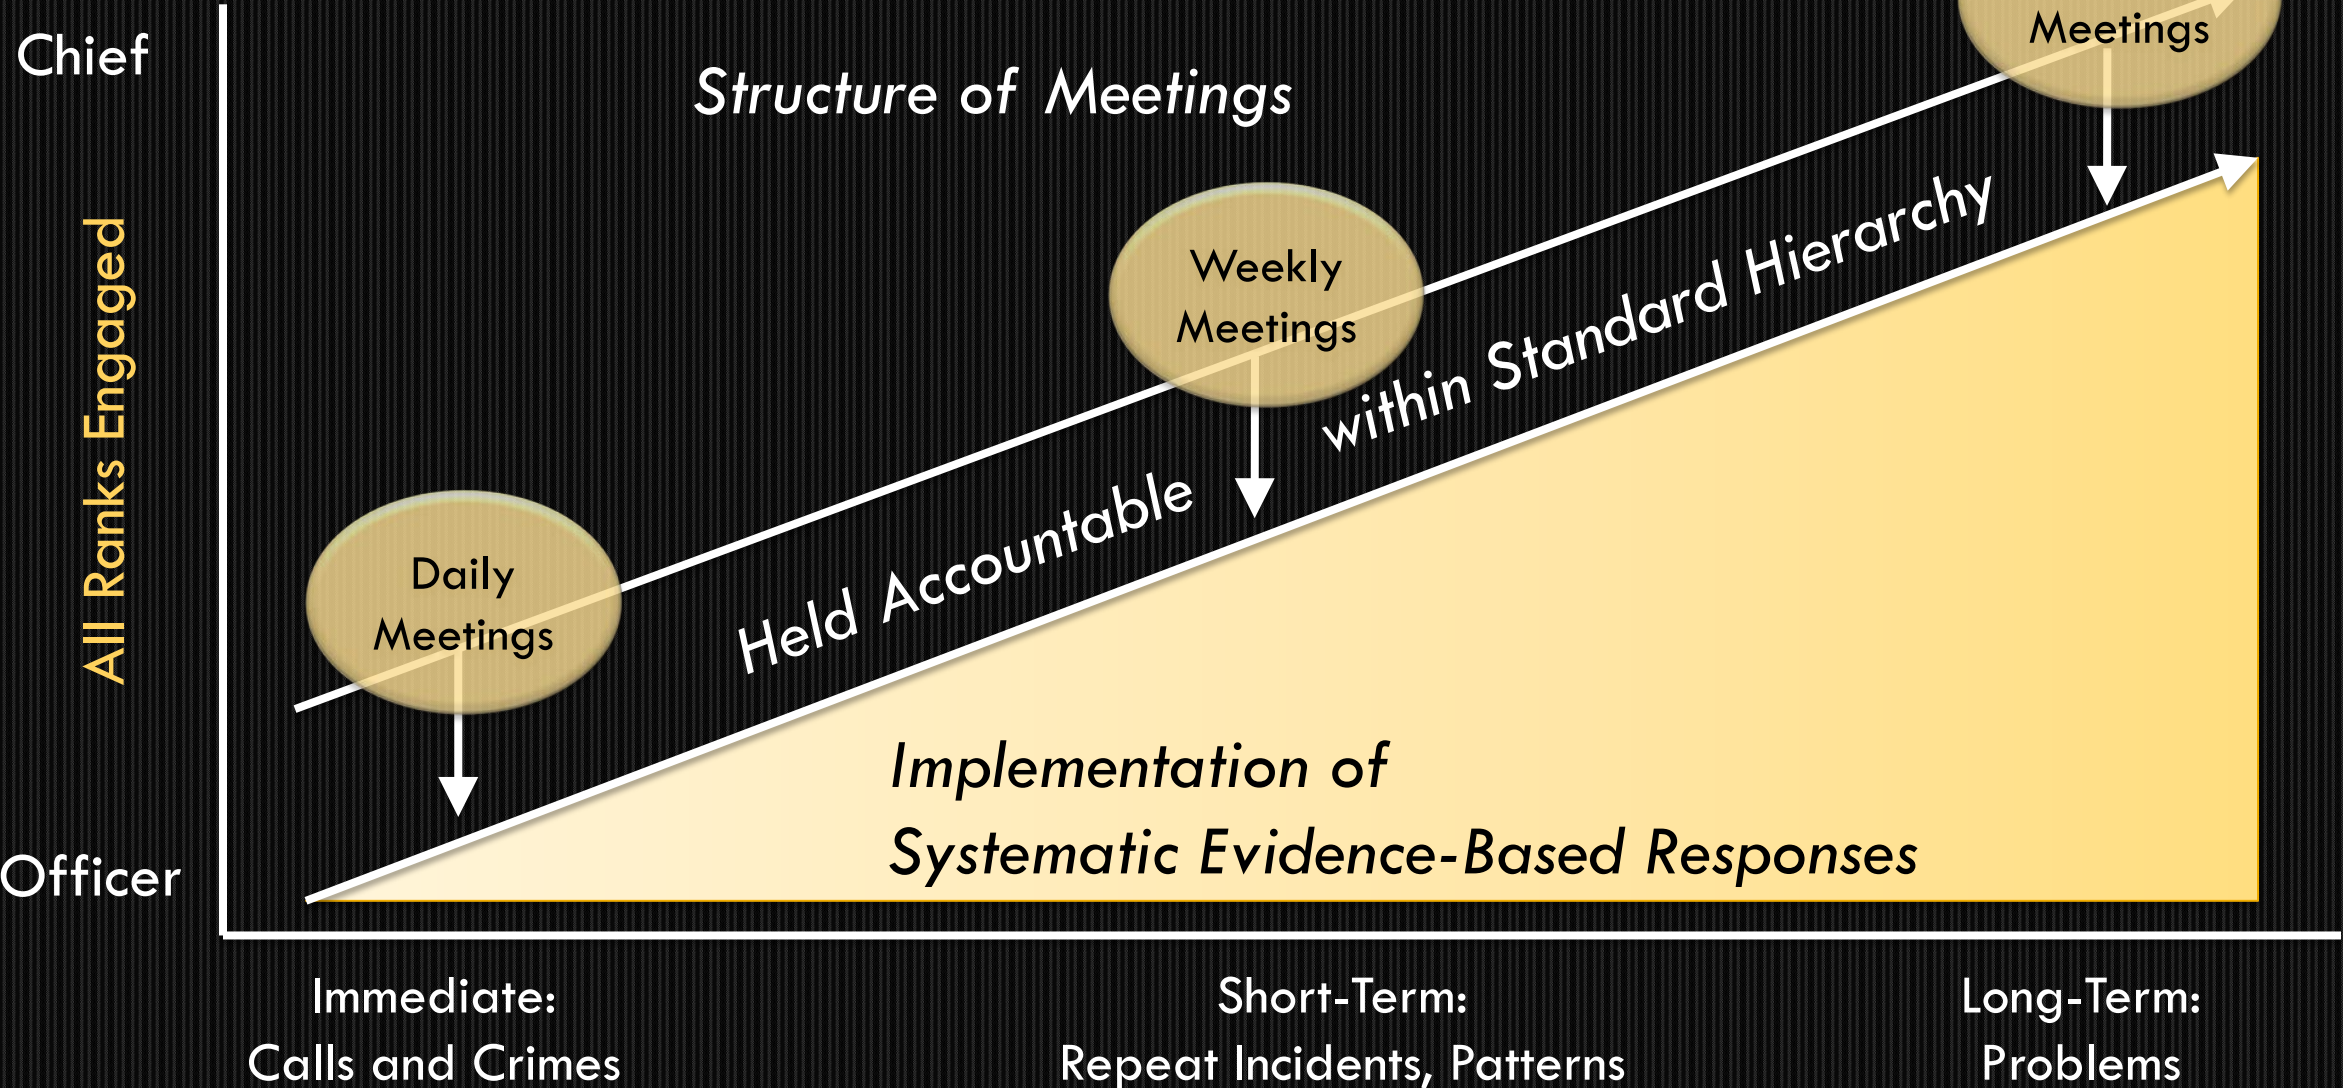 Meetings
Chief
Structure of Meetings
All Ranks Engaged
Weekly
Meetings
Held Accountable within Standard Hierarchy
Daily
Meetings
Implementation of
Systematic Evidence-Based Responses
Officer
Immediate:
Calls and Crimes
Short-Term:
Repeat Incidents, Patterns
Long-Term:
Problems